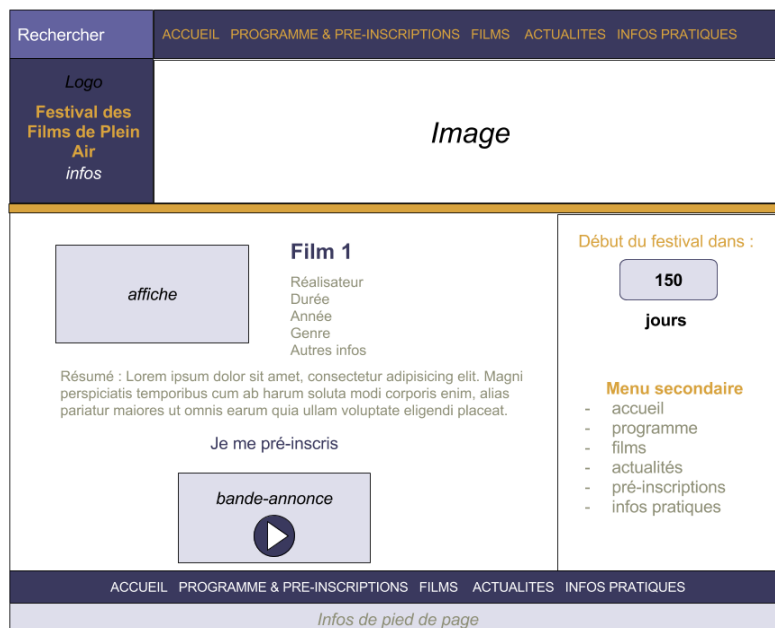 Rechercher
ACCUEIL PROGRAMME & PRE-INSCRIPTIONS FILMS ACTUALITES INFOS PRATIQUES
Logo
Festival des
Films de Plein
Air
infos
Image
affiche
Film 1
Réalisateur
Durée
Année
Genre
Autres infos
Résumé : Lorem ipsum dolor sit amet, consectetur adipisicing elit. Magni
perspiciatis temporibus cum ab harum soluta modi corporis enim, alias
pariatur maiores ut omnis earum quia ullam voluptate eligendi placeat.
Je me pré-inscris
bande-annonce
Début du festival dans :
150
jours
Menu secondaire
- accueil
- programme
- films
- actualités
- pré-inscriptions
- infos pratiques
ACCUEIL PROGRAMME & PRE-INSCRIPTIONS FILMS ACTUALITES INFOS PRATIQUES
Infos de pied de page